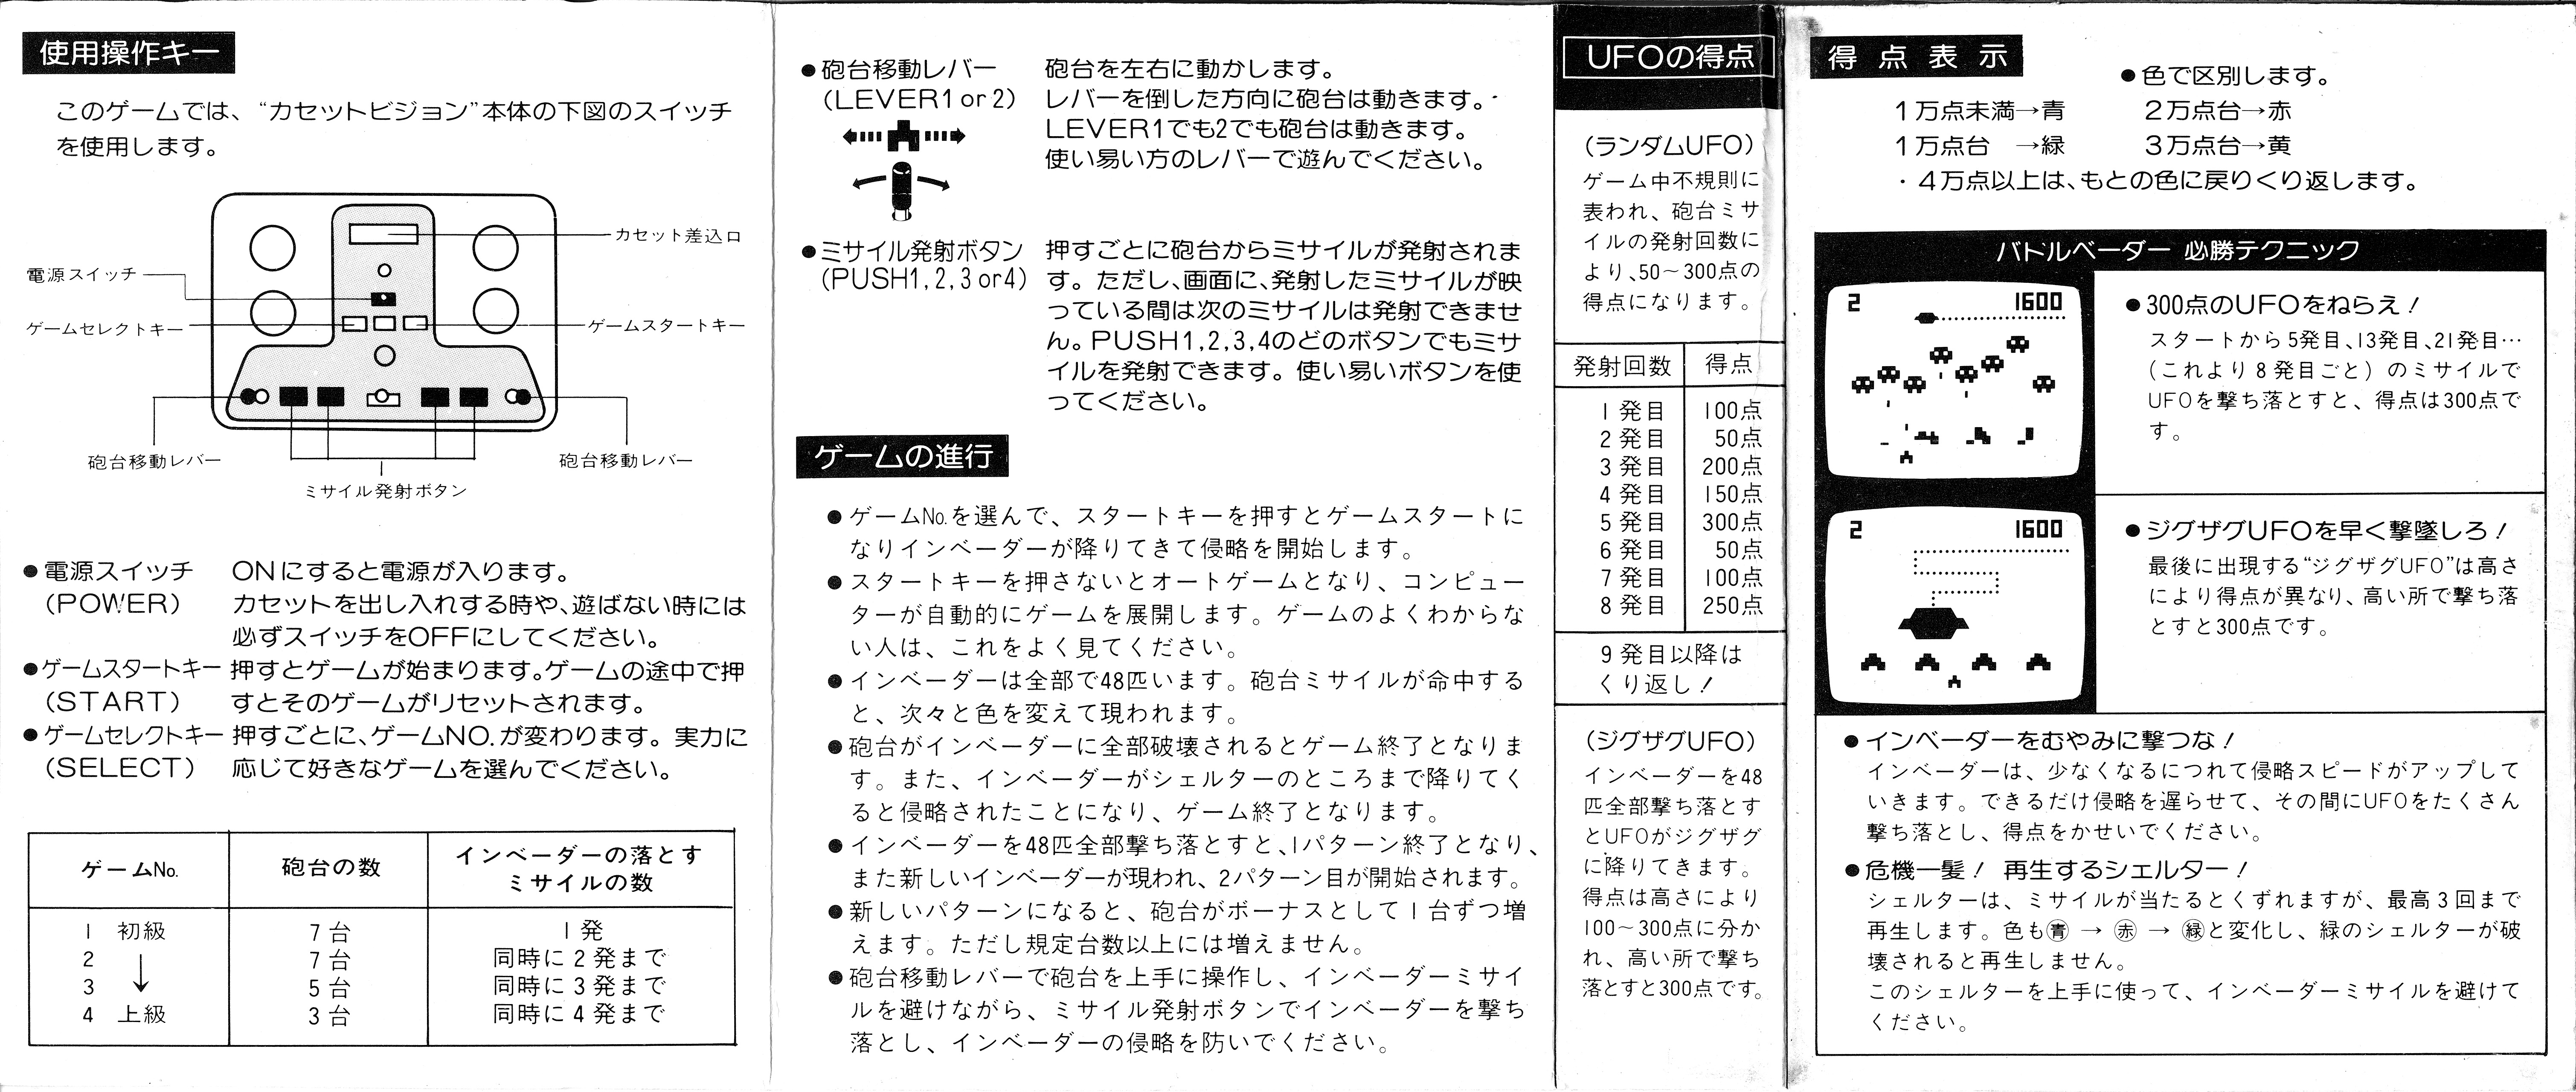 使用操作キー
このゲームでは、“カセットビジョン”本体の下図のスイッチ
を使用します。
カセット差込口
電源スイッチ
ゲームセレクトキー
ゲームスタートキー
砲台移動レバー
砲台移動レバー
ミサイル発射ボタン
●電源スイッチ ONにすると電源が入ります。
(POWER) カセットを出し入れする時や、遊ばない時には
必ずスイッチをOFFにしてください。
●ゲームスタートキー 押すとゲームが始まります。ゲームの途中で押
(START) すとそのゲームがリセットされます。
●ゲームセレクトキー 押すごとに、ゲームNO.が変わります。実力に
(SELECT) 応じて好きなゲームを選んでください。
ゲームNo. 砲台の数 インベーダーの落とす
ミサイルの数
1 初級 7台 1発
2 7台 同時に2発まで
3 ↓ 5台 同時に3発まで
4 上級 3台 同時に4発まで
●砲台移動レバー 砲台を左右に動かします。
(LEVER1 or 2) レバーを倒した方向に砲台は動きます。
LEVER1でも2でも砲台は動きます。
使い易い方のレバーで遊んでください。
●ミサイル発射ボタン 押すごとに砲台からミサイルが発射されま
(PUSH1,2,3 or4) す。ただし、画面に、発射したミサイルが映
っている間は次のミサイルは発射できませ
ん。PUSH1,2,3,4のどのボタンでもミサ
イルを発射できます。使い易いボタンを使
ってください。
ゲームの進行
●ゲームNo.を選んで、スタートキーを押すとゲームスタートに
なりインベーダーが降りてきて侵略を開始します。
●スタートキーを押さないとオートゲームとなり、コンピュー
ターが自動的にゲームを展開します。ゲームのよくわからな
い人は、これをよく見てください。
●インベーダーは全部で48匹います。砲台ミサイルが命中する
と、次々と色を変えて現われます。
●砲台がインベーダーに全部破壊されるとゲーム終了となりま
す。また、インベーダーがシェルターのところまで降りてく
ると侵略されたことになり、ゲーム終了となります。
●インベーダーを48匹全部撃ち落とすと、1パターン終了となり、
また新しいインベーダーが現われ、2パターン目が開始されます。
●新しいパターンになると、砲台がボーナスとして1台ずつ増
えます。ただし規定台数以上には増えません。
●砲台移動レバーで砲台を上手に操作し、インベーダーミサイ
ルを避けながら、ミサイル発射ボタンでインベーダーを撃ち
落とし、インベーダーの侵略を防いでください。
UFOの得点
(ランダムUFO)
ゲーム中不規則に
表われ、砲台ミサ
イルの発射回数に
より、50～300点の
得点になります。
発射回数 得点
1発目 100点
2発目 50点
3発目 200点
4発目 150点
5発目 300点
6発目 50点
7発目 100点
8発目 250点
9発目以降は
くり返し！
(ジグザグUFO)
インベーダーを48
匹全部撃ち落とす
とUFOがジグザグ
に降りてきます。
得点は高さにより
100～300点に分か
れ、高い所で撃ち
落とすと300点です。
得点表示
●色で区別します。
1万点未満→青 2万点台→赤
1万点台 →緑 3万点台→黄
・4万点以上は、もとの色に戻りくり返します。
バトルベーダー 必勝テクニック
2 1600
●300点のUFOをねらえ！
スタートから5発目、13発目、21発目…
(これより8発目ごと)のミサイルで
UFOを撃ち落とすと、得点は300点で
す。
2 1600
●ジグザグUFOを早く撃墜しろ！
最後に出現する“ジグザグUFO”は高さ
により得点が異なり、高い所で撃ち落
とすと300点です。
●インベーダーをむやみに撃つな！
インベーダーは、少なくなるにつれて侵略スピードがアップして
いきます。できるだけ侵略を遅らせて、その間にUFOをたくさん
撃ち落とし、得点をかせいでください。
●危機一髪！ 再生するシェルター！
シェルターは、ミサイルが当たるとくずれますが、最高3回まで
再生します。色も青 → 赤 → 緑と変化し、緑のシェルターが破
壊されると再生しません。
このシェルターを上手に使って、インベーダーミサイルを避けて
ください。